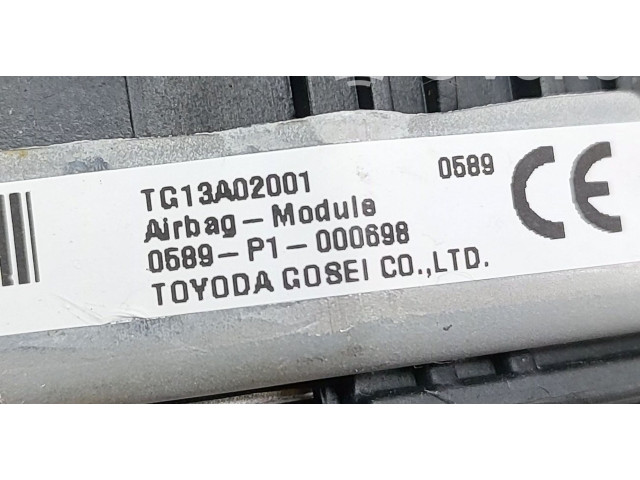 TG13A02001
Airbag-Module
0589-P1-000698
TOYODA GOSEI CO.,LTD.
0589
CE